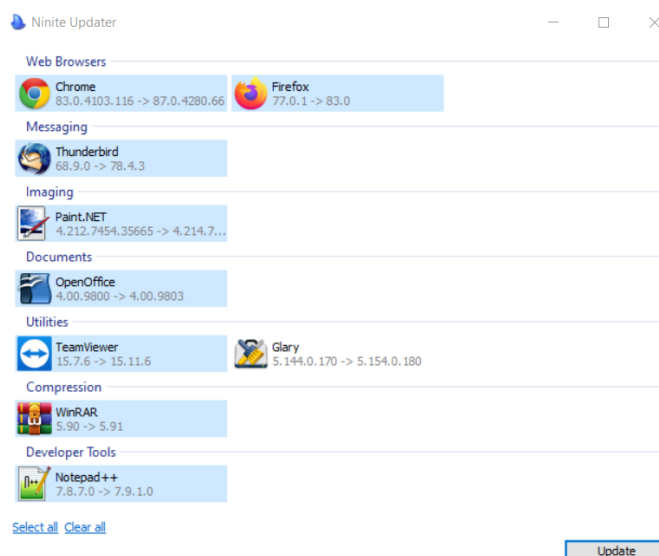 Ninite Updater
Web Browsers
Chrome
83.0.4103.116 -> 87.0.4280.66
Firefox
77.0.1 -> 83.0
Messaging
Thunderbird
68.9.0 -> 78.4.3
Imaging
Paint.NET
4.212.7454.35665 -> 4.214.7...
Documents
OpenOffice
4.00.9800 -> 4.00.9803
Utilities
TeamViewer
15.7.6 -> 15.11.6
Glary
5.144.0.170 -> 5.154.0.180
Compression
WinRAR
5.90 -> 5.91
Developer Tools
Notepad++
7.8.7.0 -> 7.9.1.0
Select all Clear all
Update